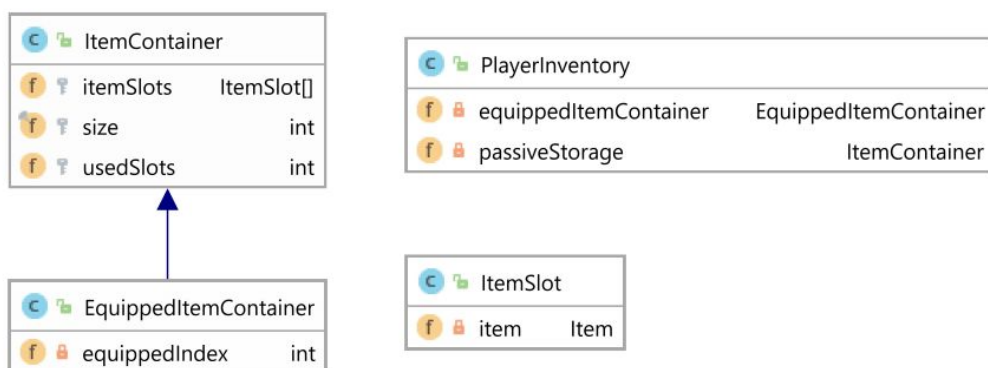 ItemContainer
itemSlots ItemSlot[]
size int
usedSlots int
PlayerInventory
equippedItemContainer EquippedItemContainer
passiveStorage ItemContainer
EquippedItemContainer
equippedIndex int
ItemSlot
item Item